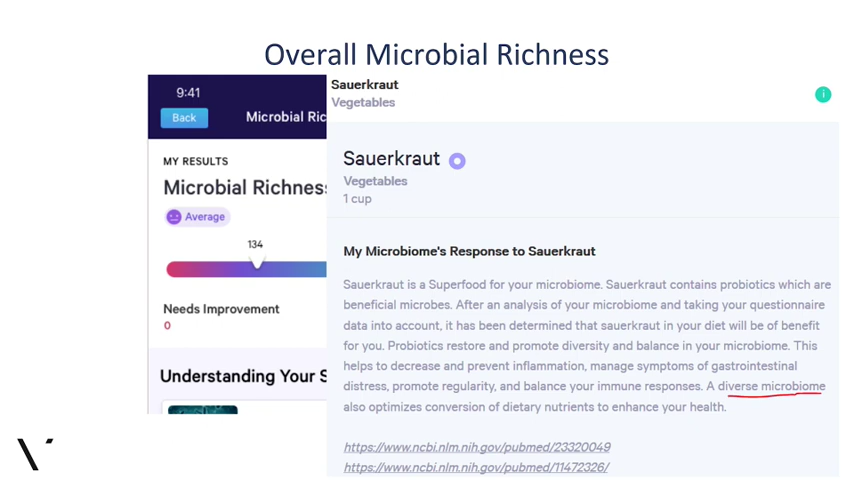 Overall Microbial Richness
9:41
Back
Microbial Ric
MY RESULTS
Microbial Richness
Average
134
Needs Improvement
0
Understanding Your S
Sauerkraut
Vegetables
i
Sauerkraut
Vegetables
1 cup
My Microbiome's Response to Sauerkraut
Sauerkraut is a Superfood for your microbiome. Sauerkraut contains probiotics which are
beneficial microbes. After an analysis of your microbiome and taking your questionnaire
data into account, it has been determined that sauerkraut in your diet will be of benefit
for you. Probiotics restore and promote diversity and balance in your microbiome. This
helps to decrease and prevent inflammation, manage symptoms of gastrointestinal
distress, promote regularity, and balance your immune responses. A diverse microbiome
also optimizes conversion of dietary nutrients to enhance your health.
https://www.ncbi.nlm.nih.gov/pubmed/23320049
https://www.ncbi.nlm.nih.gov/pubmed/11472326/